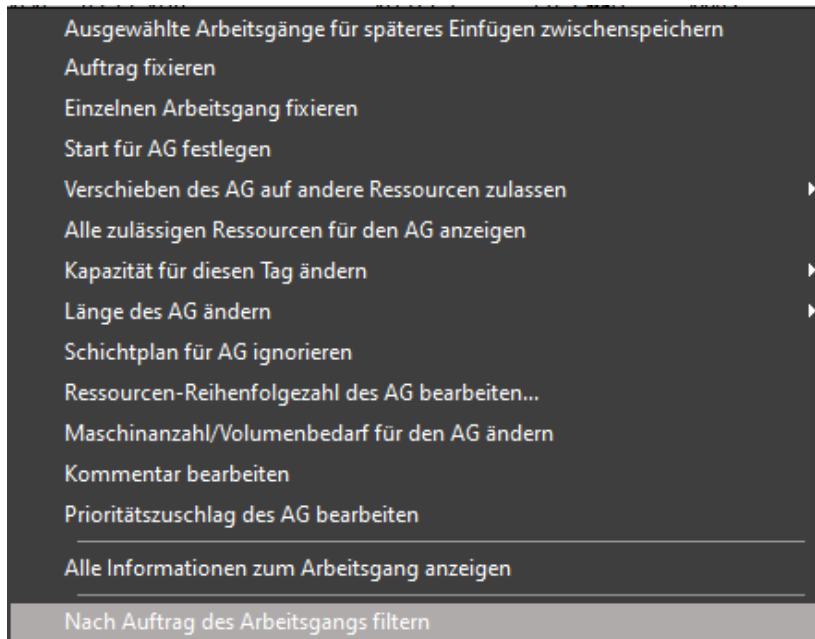 Ausgewählte Arbeitsgänge für späteres Einfügen zwischenspeichern
Auftrag fixieren
Einzelnen Arbeitsgang fixieren
Start für AG festlegen
Verschieben des AG auf andere Ressourcen zulassen
Alle zulässigen Ressourcen für den AG anzeigen
Kapazität für diesen Tag ändern
Länge des AG ändern
Schichtplan für AG ignorieren
Ressourcen-Reihenfolgezahl des AG bearbeiten...
Maschinanzahl/Volumenbedarf für den AG ändern
Kommentar bearbeiten
Prioritätszuschlag des AG bearbeiten
Alle Informationen zum Arbeitsgang anzeigen
Nach Auftrag des Arbeitsgangs filtern